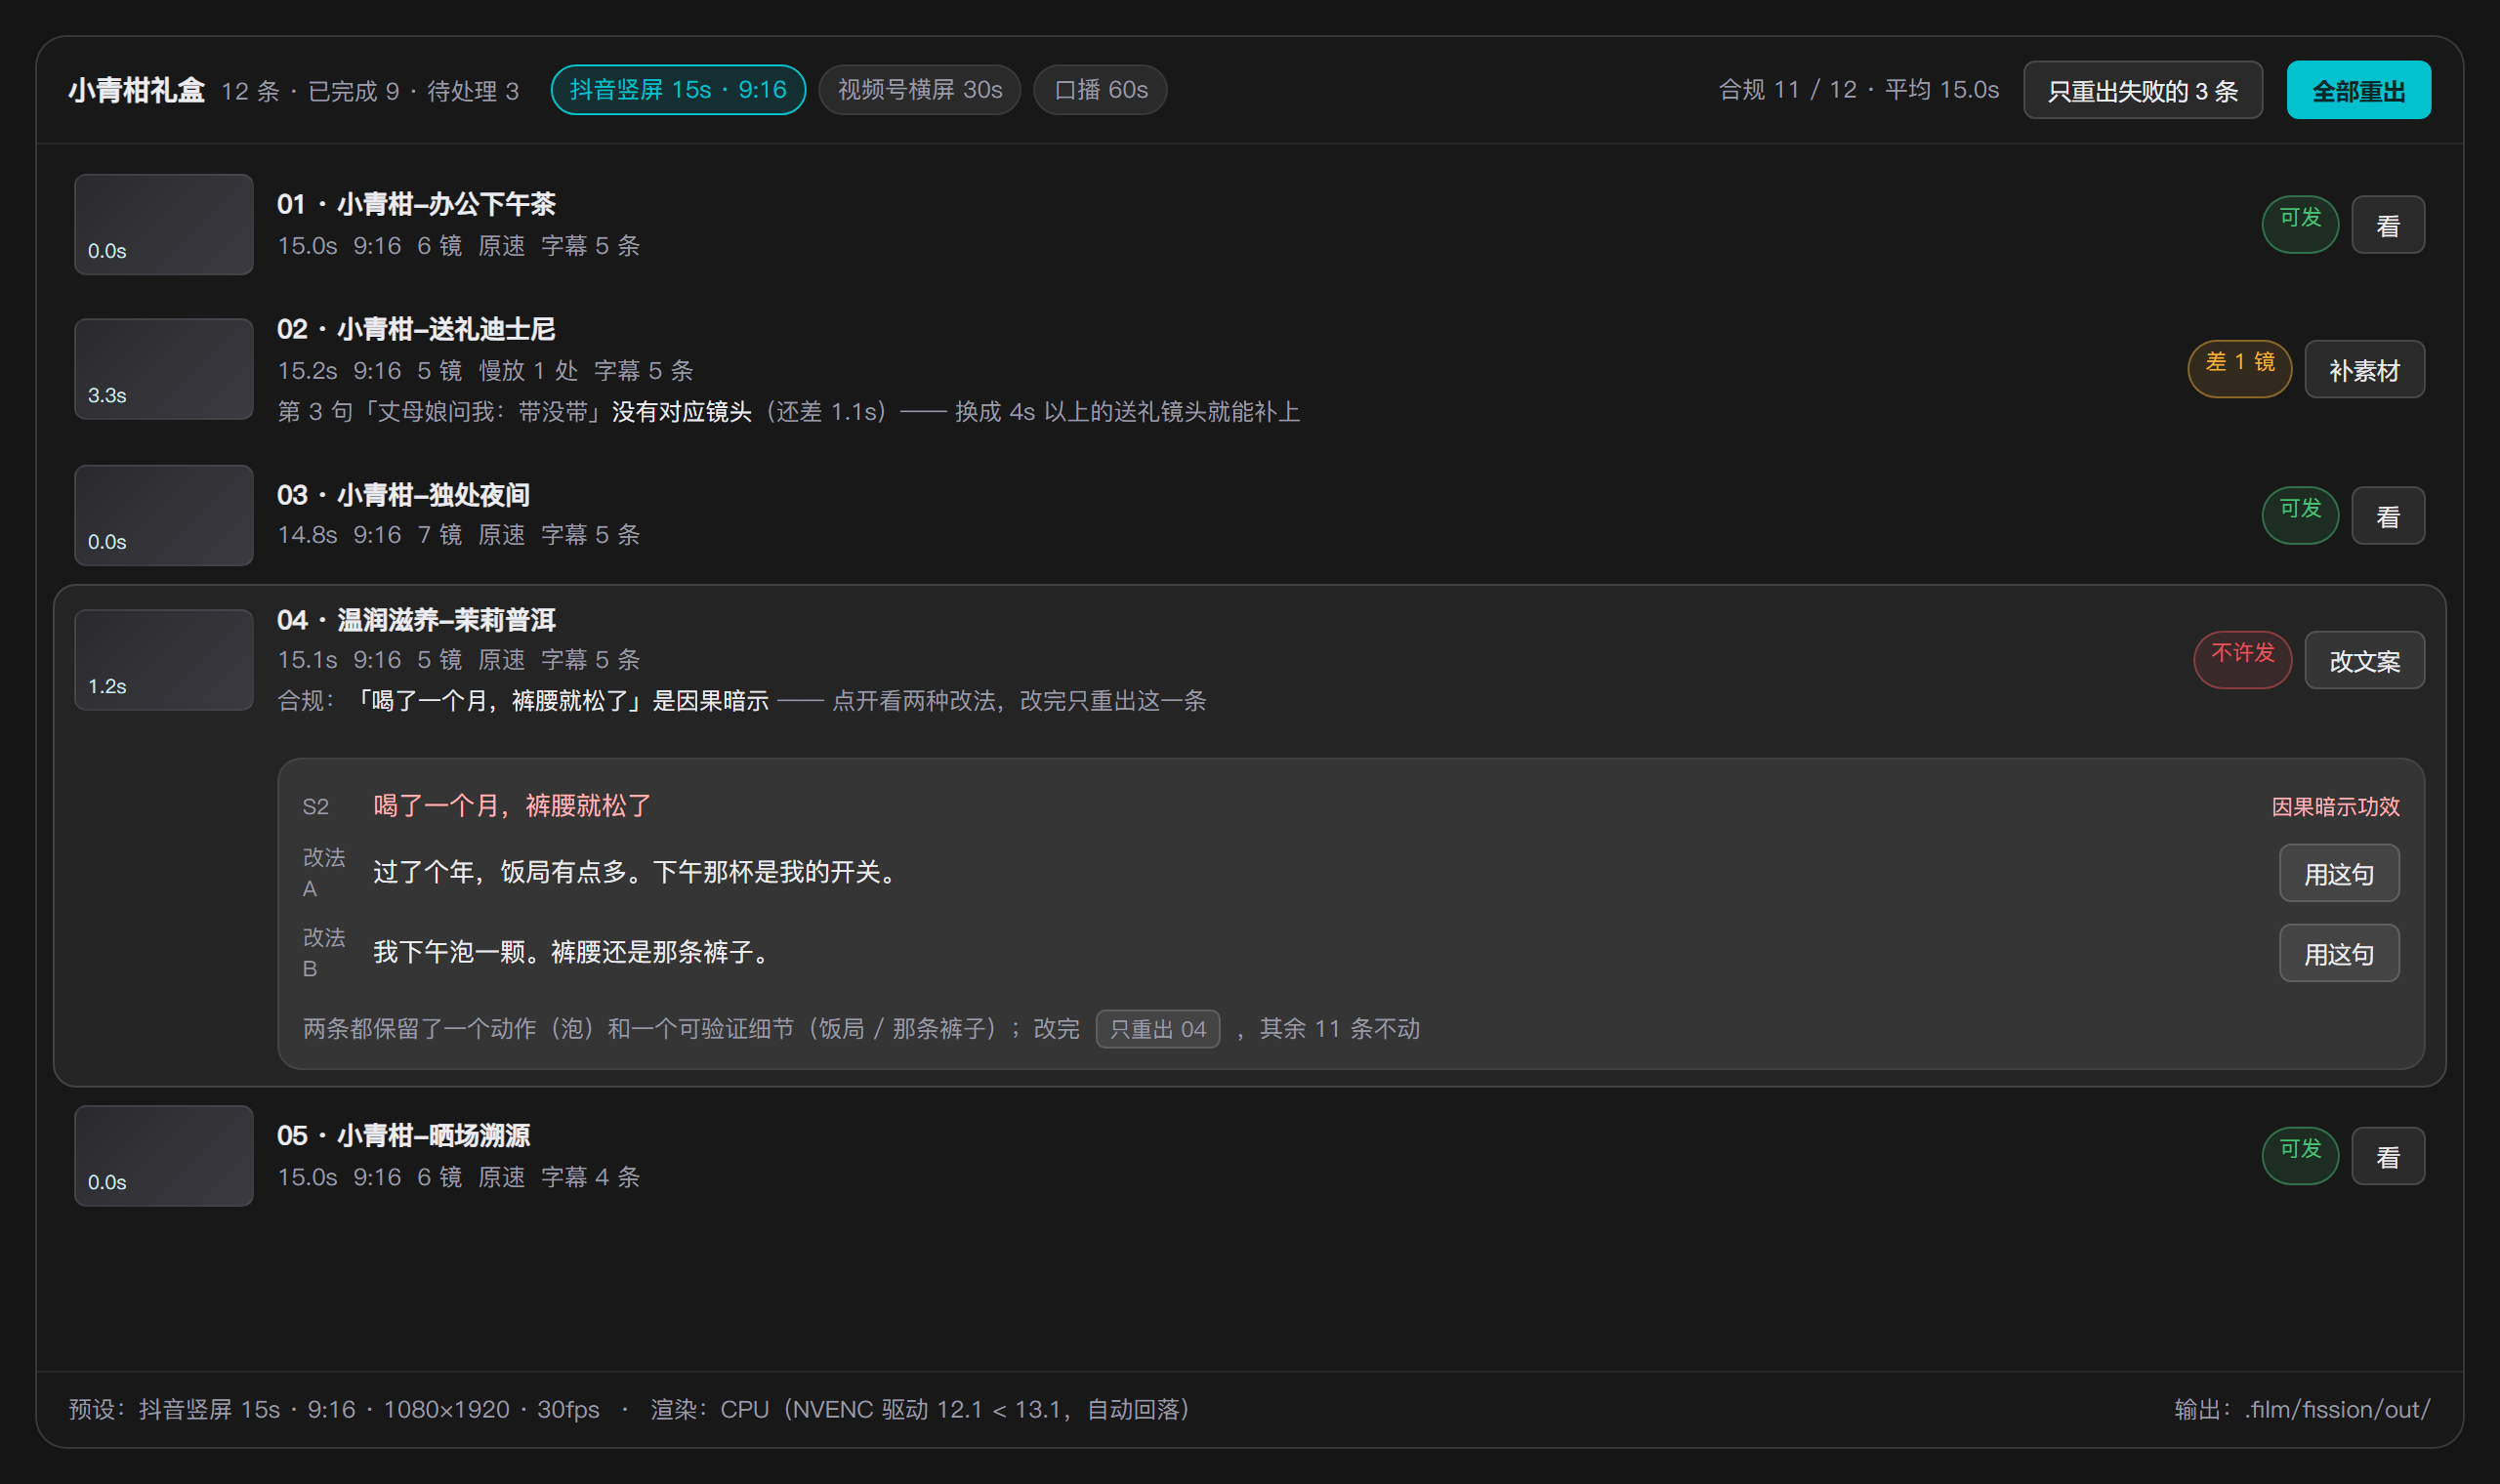 小青柑礼盒 12 条 · 已完成 9 · 待处理 3 抖音竖屏 15s · 9:16 视频号横屏 30s 口播 60s 合规 11 / 12 · 平均 15.0s 只重出失败的 3 条 全部重出
01 · 小青柑–办公下午茶
0.0s 15.0s 9:16 6 镜 原速 字幕 5 条 可发 看
02 · 小青柑–送礼迪士尼
15.2s 9:16 5 镜 慢放 1 处 字幕 5 条 差 1 镜 补素材
3.3s 第 3 句「丈母娘问我：带没带」没有对应镜头（还差 1.1s）—— 换成 4s 以上的送礼镜头就能补上
03 · 小青柑–独处夜间
0.0s 14.8s 9:16 7 镜 原速 字幕 5 条 可发 看
04 · 温润滋养–茉莉普洱
15.1s 9:16 5 镜 原速 字幕 5 条 不许发 改文案
1.2s 合规：「喝了一个月，裤腰就松了」是因果暗示 —— 点开看两种改法，改完只重出这一条
S2 喝了一个月，裤腰就松了 因果暗示功效
改法 A 过了个年，饭局有点多。下午那杯是我的开关。 用这句
改法 B 我下午泡一颗。裤腰还是那条裤子。 用这句
两条都保留了一个动作（泡）和一个可验证细节（饭局 / 那条裤子）；改完 只重出 04 ，其余 11 条不动
05 · 小青柑–晒场溯源
0.0s 15.0s 9:16 6 镜 原速 字幕 4 条 可发 看
预设：抖音竖屏 15s · 9:16 · 1080×1920 · 30fps · 渲染：CPU（NVENC 驱动 12.1 < 13.1，自动回落） 输出：.film/fission/out/